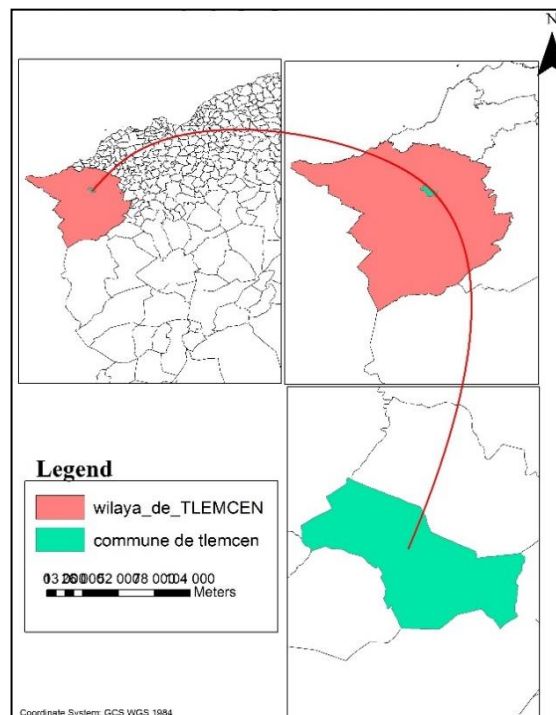 N
Legend
wilaya_de_TLEMCEN
commune de tlemcen
Meters
Coordinate System: GCS WGS 1984